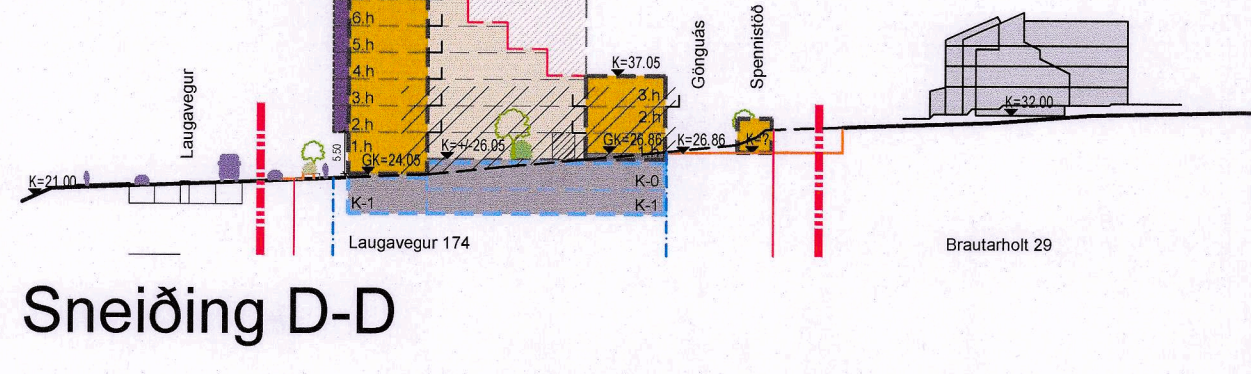 6.h
5.h
4.h
3.h
2.h
1.h
GK=24.05
5.50
Laugavegur
K=21.00
K=+/-26.05
K=37.05
3.h
2.h
GK=26.86
K=26.86
Gönguás
Spennistöð
K=?
K=32.00
K-0
K-1
K-1
Laugavegur 174
Brautarholt 29
Sneiðing D-D